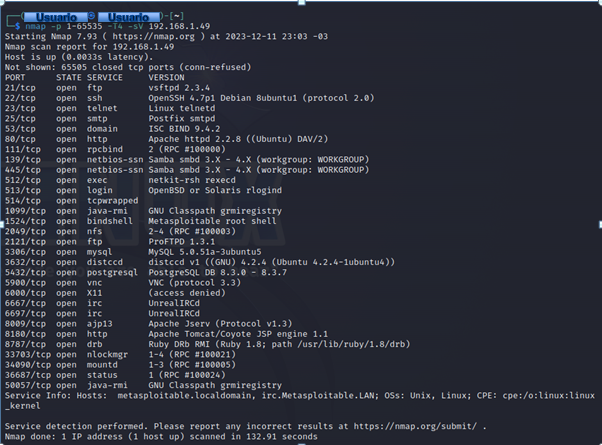 ┌──(Usuario㉿Usuario)-[~]
└─$ nmap -p 1-65535 -T4 -sV 192.168.1.49
Starting Nmap 7.93 ( https://nmap.org ) at 2023-12-11 23:03 -03
Nmap scan report for 192.168.1.49
Host is up (0.0033s latency).
Not shown: 65505 closed tcp ports (conn-refused)
PORT      STATE SERVICE     VERSION
21/tcp    open  ftp         vsftpd 2.3.4
22/tcp    open  ssh         OpenSSH 4.7p1 Debian 8ubuntu1 (protocol 2.0)
23/tcp    open  telnet      Linux telnetd
25/tcp    open  smtp        Postfix smtpd
53/tcp    open  domain      ISC BIND 9.4.2
80/tcp    open  http        Apache httpd 2.2.8 ((Ubuntu) DAV/2)
111/tcp   open  rpcbind     2 (RPC #100000)
139/tcp   open  netbios-ssn Samba smbd 3.X - 4.X (workgroup: WORKGROUP)
445/tcp   open  netbios-ssn Samba smbd 3.X - 4.X (workgroup: WORKGROUP)
512/tcp   open  exec        netkit-rsh rexecd
513/tcp   open  login       OpenBSD or Solaris rlogind
514/tcp   open  tcpwrapped
1099/tcp  open  java-rmi    GNU Classpath grmiregistry
1524/tcp  open  bindshell   Metasploitable root shell
2049/tcp  open  nfs         2-4 (RPC #100003)
2121/tcp  open  ftp         ProFTPD 1.3.1
3306/tcp  open  mysql       MySQL 5.0.51a-3ubuntu5
3632/tcp  open  distccd     distccd v1 ((GNU) 4.2.4 (Ubuntu 4.2.4-1ubuntu4))
5432/tcp  open  postgresql  PostgreSQL DB 8.3.0 - 8.3.7
5900/tcp  open  vnc         VNC (protocol 3.3)
6000/tcp  open  X11         (access denied)
6667/tcp  open  irc         UnrealIRCd
6697/tcp  open  irc         UnrealIRCd
8009/tcp  open  ajp13       Apache Jserv (Protocol v1.3)
8180/tcp  open  http        Apache Tomcat/Coyote JSP engine 1.1
8787/tcp  open  drb         Ruby DRb RMI (Ruby 1.8; path /usr/lib/ruby/1.8/drb)
33703/tcp open  nlockmgr    1-4 (RPC #100021)
34090/tcp open  mountd      1-3 (RPC #100005)
36687/tcp open  status      1 (RPC #100024)
50057/tcp open  java-rmi    GNU Classpath grmiregistry
Service Info: Hosts:  metasploitable.localdomain, irc.Metasploitable.LAN; OSs: Unix, Linux; CPE: cpe:/o:linux:linux
_kernel
Service detection performed. Please report any incorrect results at https://nmap.org/submit/ .
Nmap done: 1 IP address (1 host up) scanned in 132.91 seconds